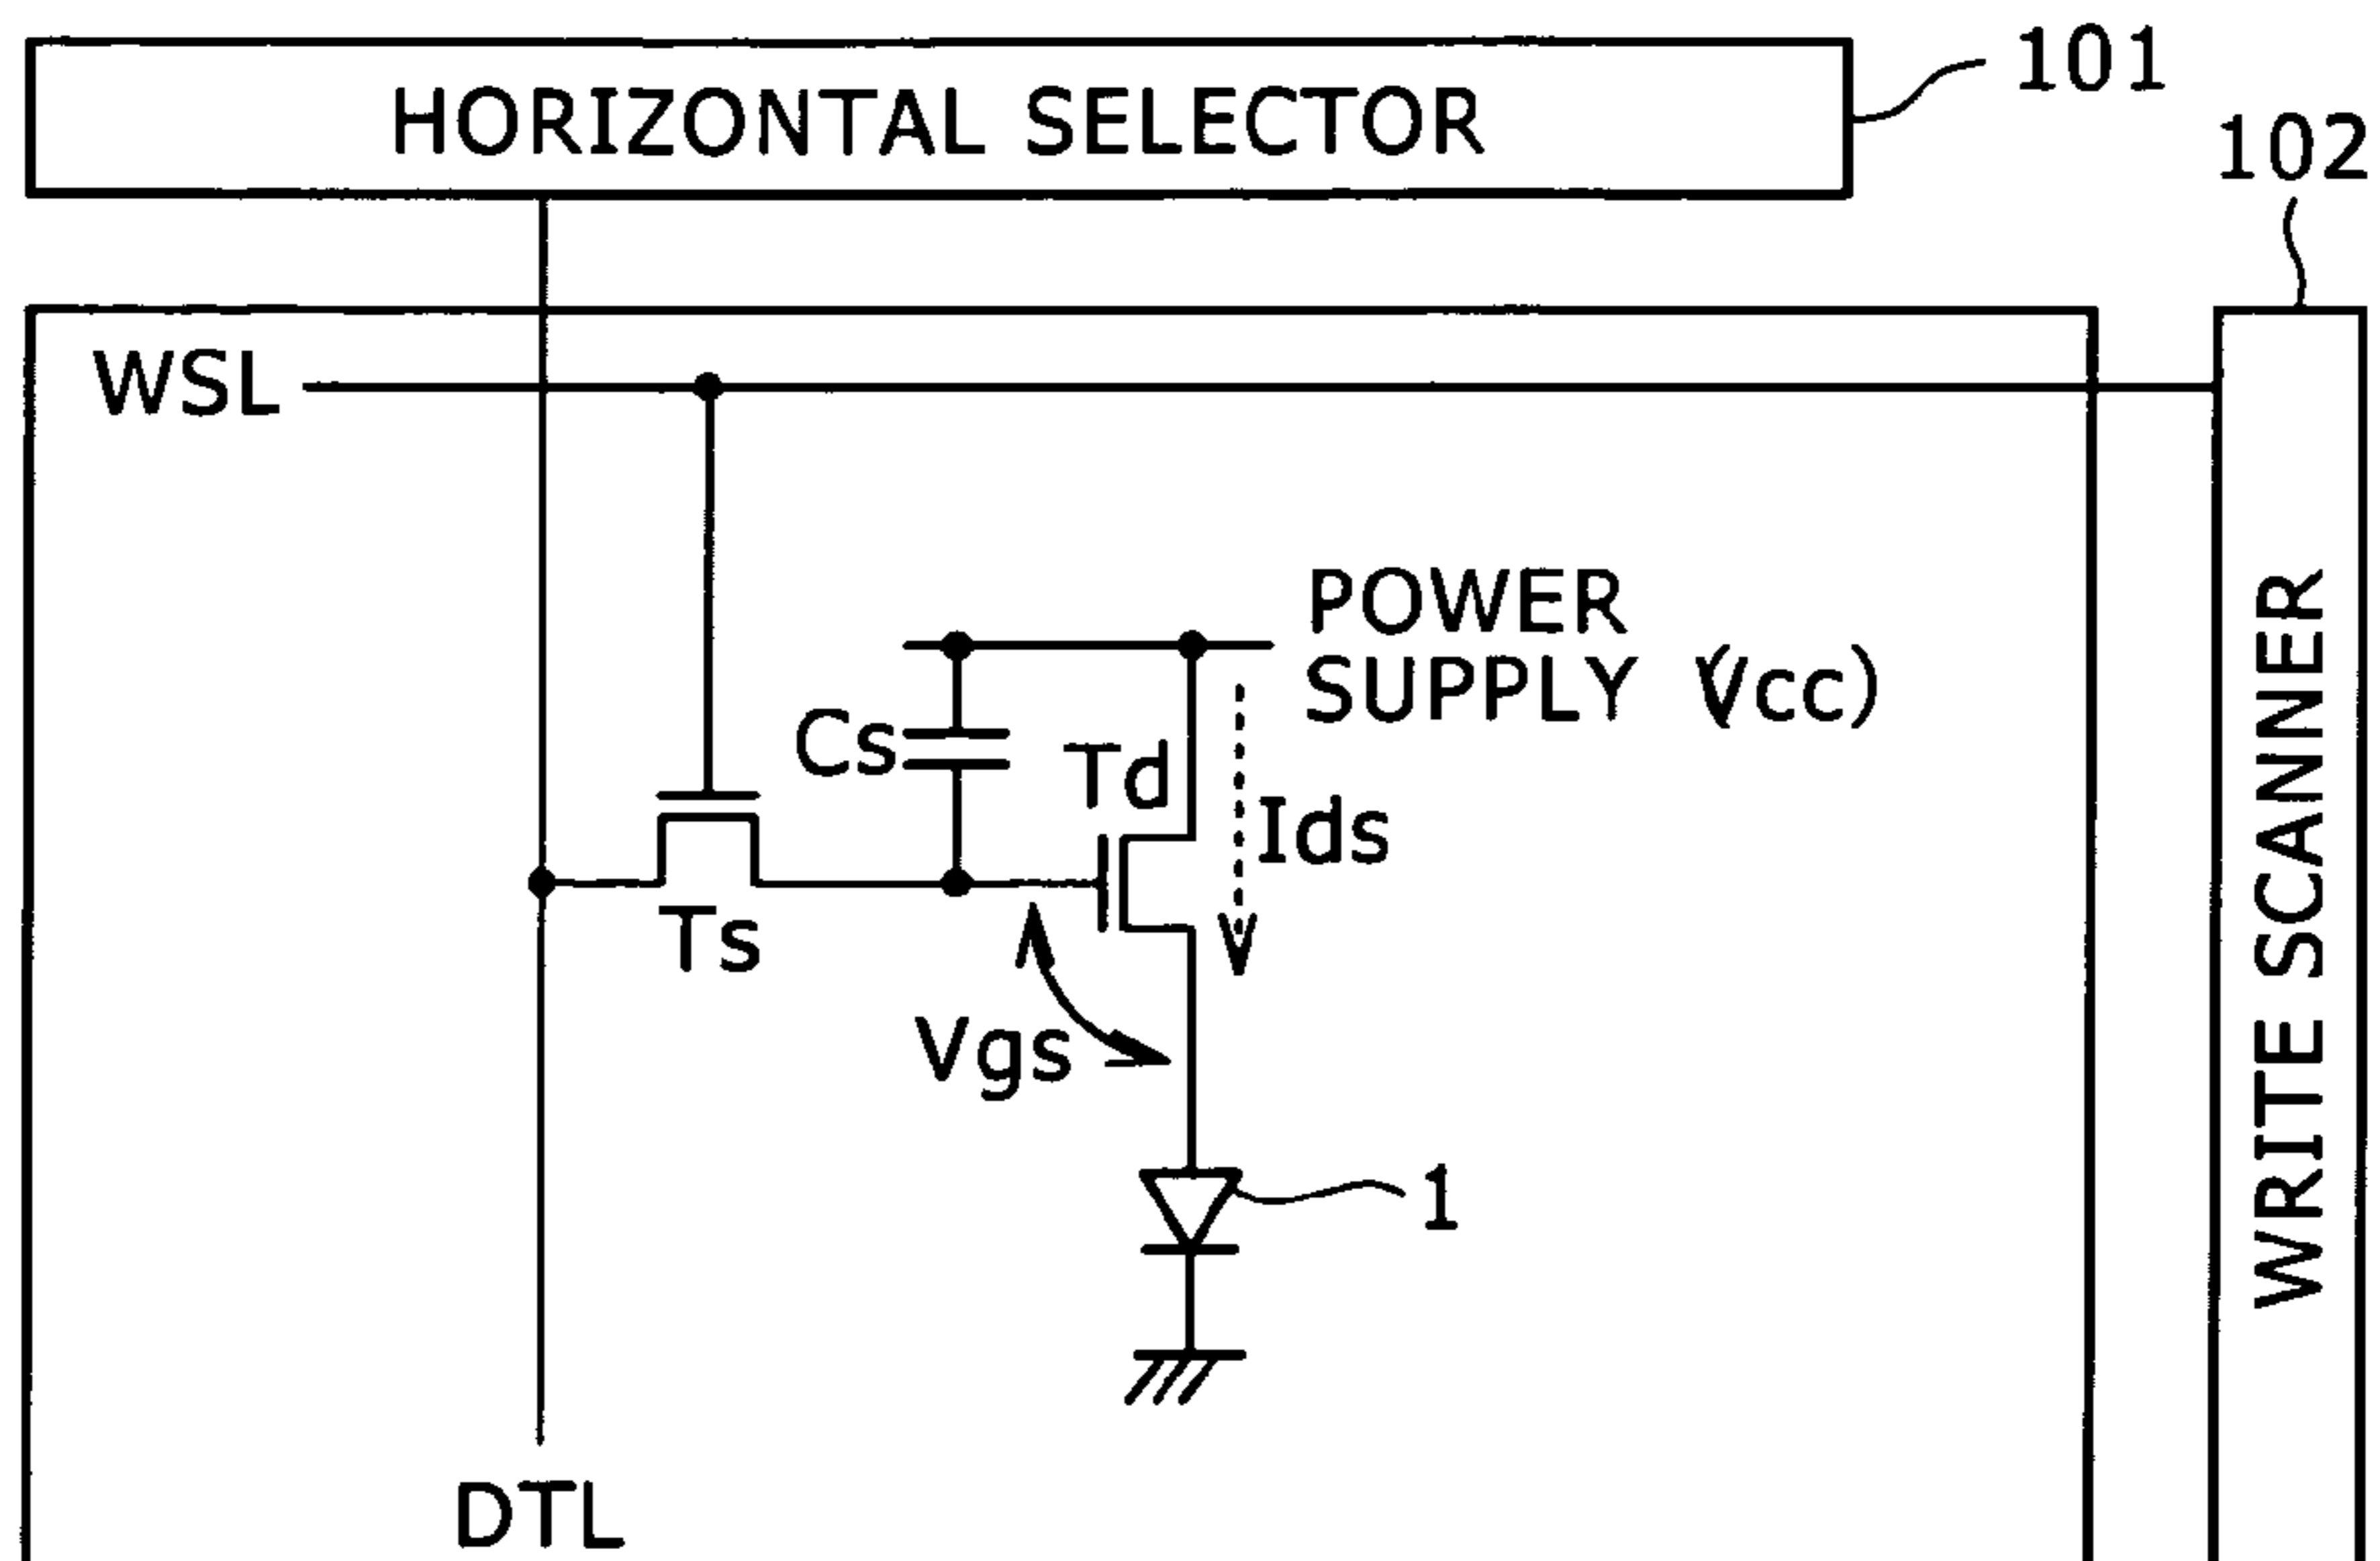 HORIZONTAL SELECTOR
101
102
WSL
POWER
SUPPLY (Vcc)
Cs
Td
Ids
Ts
Vgs
1
WRITE SCANNER
DTL